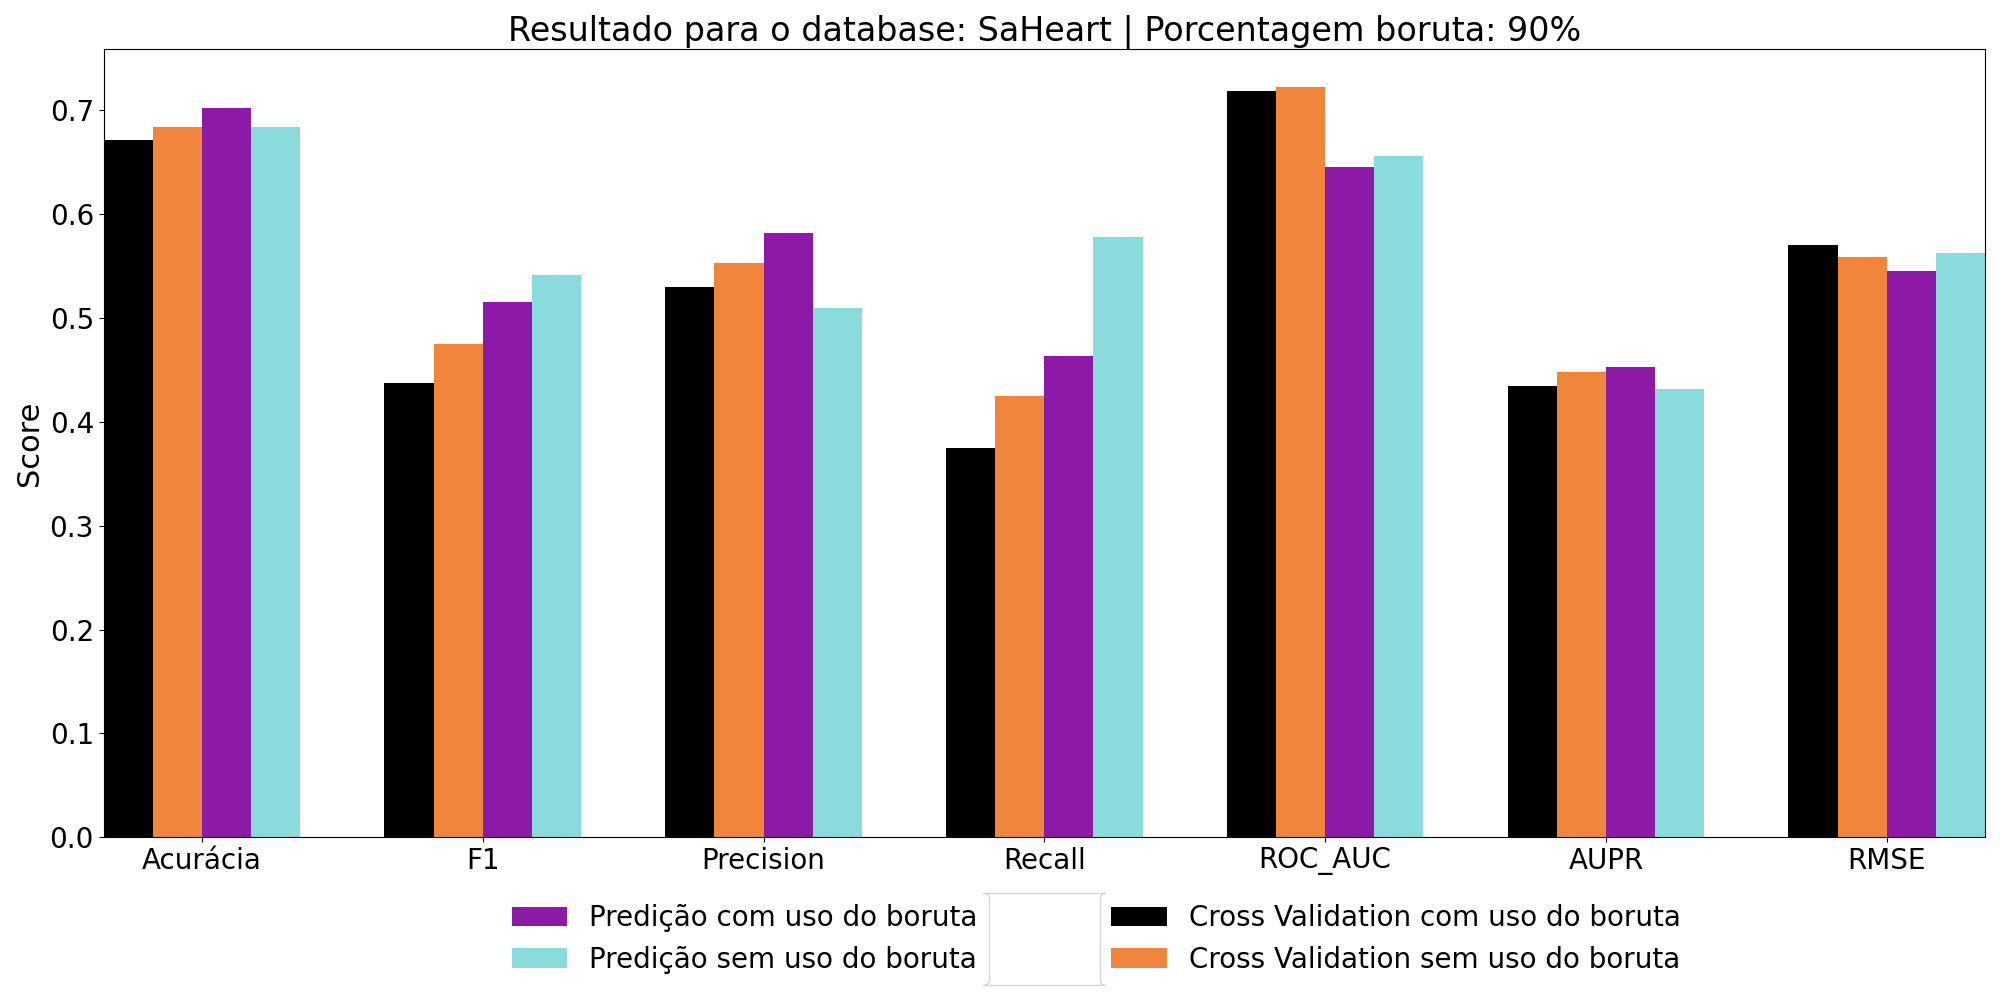 Resultado para o database: SaHeart | Porcentagem boruta: 90%
Score
0.7
0.6
0.5
0.4
0.3
0.2
0.1
0.0
Acurácia F1 Precision Recall ROC_AUC AUPR RMSE
Predição com uso do boruta
Predição sem uso do boruta
Cross Validation com uso do boruta
Cross Validation sem uso do boruta